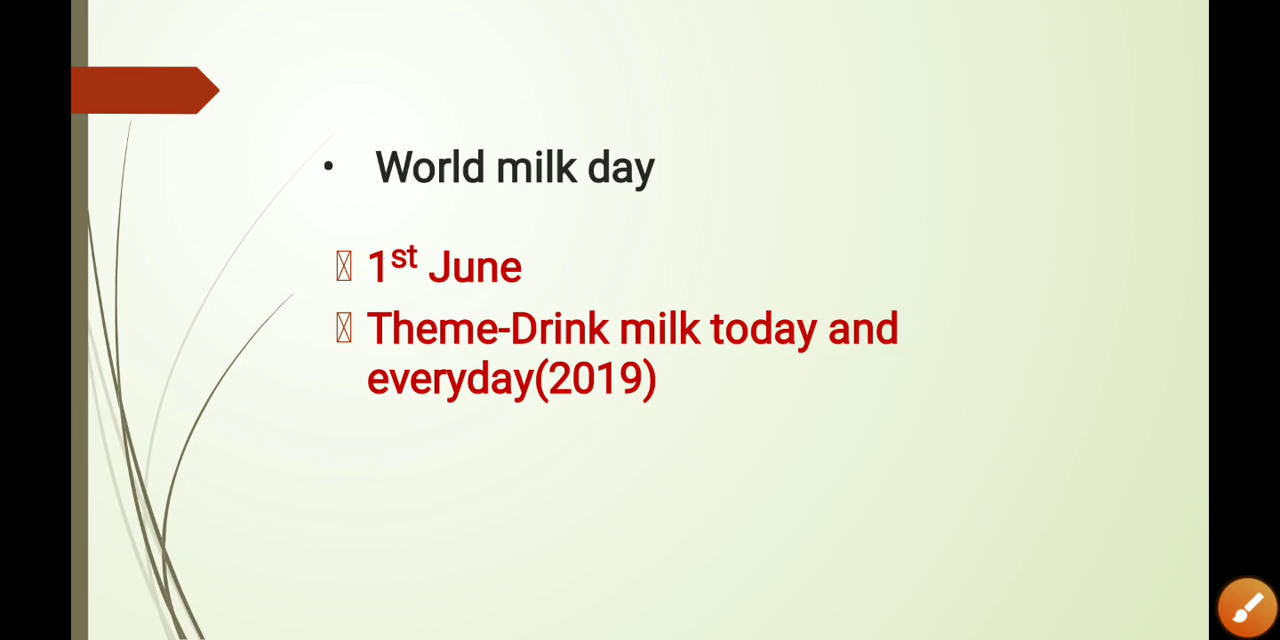 • World milk day
1st June
Theme-Drink milk today and
everyday(2019)